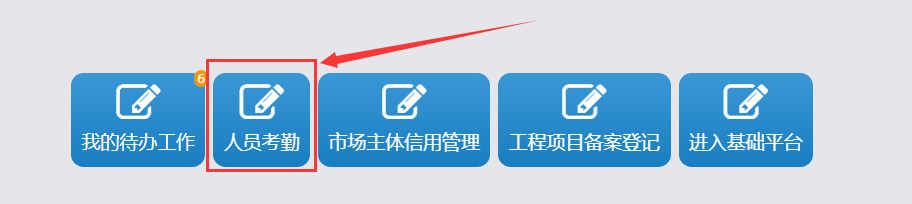 6
我的待办工作
人员考勤
市场主体信用管理
工程项目备案登记
进入基础平台